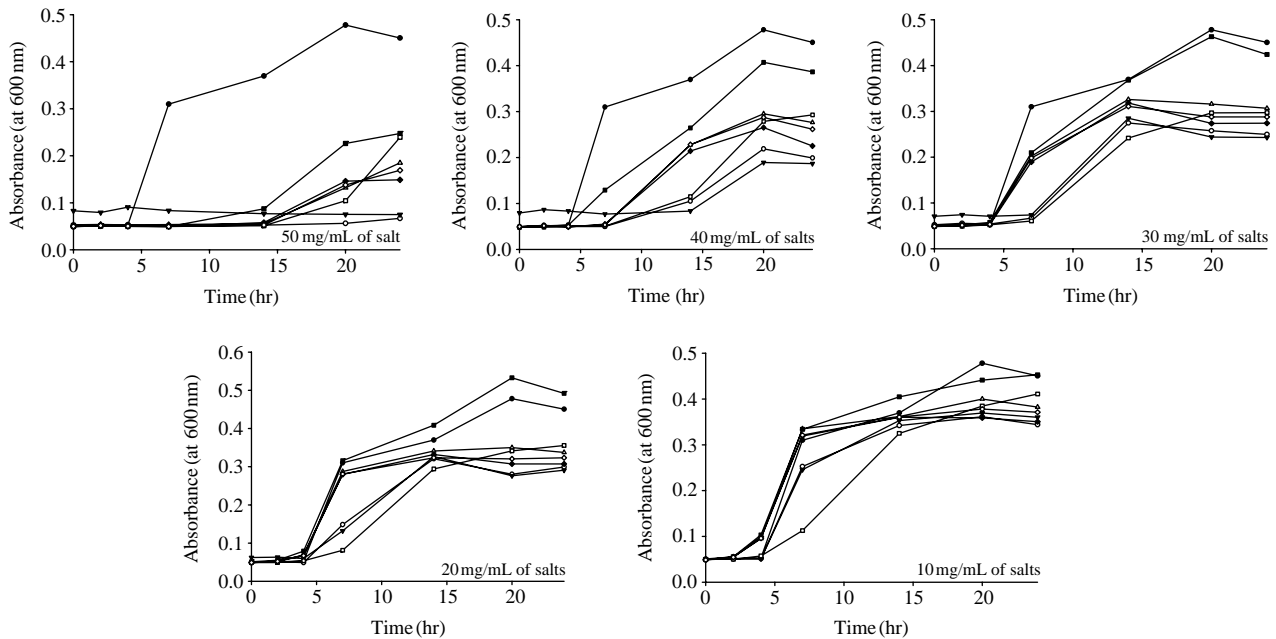 0.5
0.4
0.3
0.2
0.1
0.0
Absorbance (at 600 nm)
0 5 10 15 20
50 mg/mL of salt
Time (hr)
0.5
0.4
0.3
0.2
0.1
0.0
Absorbance (at 600 nm)
0 5 10 15 20
40 mg/mL of salts
Time (hr)
0.5
0.4
0.3
0.2
0.1
0.0
Absorbance (at 600 nm)
0 5 10 15 20
30 mg/mL of salts
Time (hr)
0.6
0.5
0.4
0.3
0.2
0.1
0.0
Absorbance (at 600 nm)
0 5 10 15 20
20 mg/mL of salts
Time (hr)
0.5
0.4
0.3
0.2
0.1
0.0
Absorbance (at 600 nm)
0 5 10 15 20
10 mg/mL of salts
Time (hr)